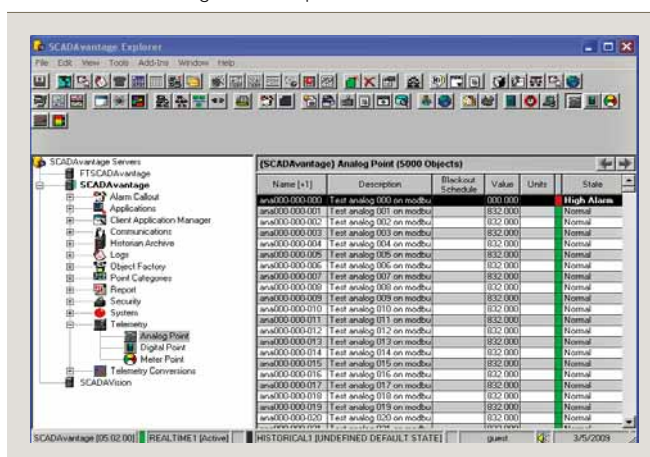 SCADAvantage Explorer
File Edit View Tools Add-Ins Window Help
SCADAvantage Servers
FTSCADAvantage
SCADAvantage
Alarm Callout
Applications
Client Application Manager
Communications
Historian Archive
Logs
Object Factory
Point Categories
Report
Security
System
Telemetry
Analog Point
Digital Point
Meter Point
Telemetry Conversions
SCADAVision
(SCADAvantage) Analog Point (5000 Objects)
Name [+1] Description Blackout Schedule Value Units State
ana000-000-000 Test analog 000 on modbu 000.000 High Alarm
ana000-000-001 Test analog 001 on modbu 832.000 Normal
ana000-000-002 Test analog 002 on modbu 832.000 Normal
ana000-000-003 Test analog 003 on modbu 832.000 Normal
ana000-000-004 Test analog 004 on modbu 832.000 Normal
ana000-000-005 Test analog 005 on modbu 832.000 Normal
ana000-000-006 Test analog 006 on modbu 832.000 Normal
ana000-000-007 Test analog 007 on modbu 832.000 Normal
ana000-000-008 Test analog 008 on modbu 832.000 Normal
ana000-000-009 Test analog 009 on modbu 832.000 Normal
ana000-000-010 Test analog 010 on modbu 832.000 Normal
ana000-000-011 Test analog 011 on modbu 832.000 Normal
ana000-000-012 Test analog 012 on modbu 832.000 Normal
ana000-000-013 Test analog 013 on modbu 832.000 Normal
ana000-000-014 Test analog 014 on modbu 832.000 Normal
ana000-000-015 Test analog 015 on modbu 832.000 Normal
ana000-000-016 Test analog 016 on modbu 832.000 Normal
ana000-000-017 Test analog 017 on modbu 832.000 Normal
ana000-000-018 Test analog 018 on modbu 832.000 Normal
ana000-000-019 Test analog 019 on modbu 832.000 Normal
ana000-000-020 Test analog 020 on modbu 832.000 Normal
SCADAvantage [05:02:00] REALTIME1 [Active] HISTORICAL1 [UNDEFINED DEFAULT STATE] guest 3/5/2009